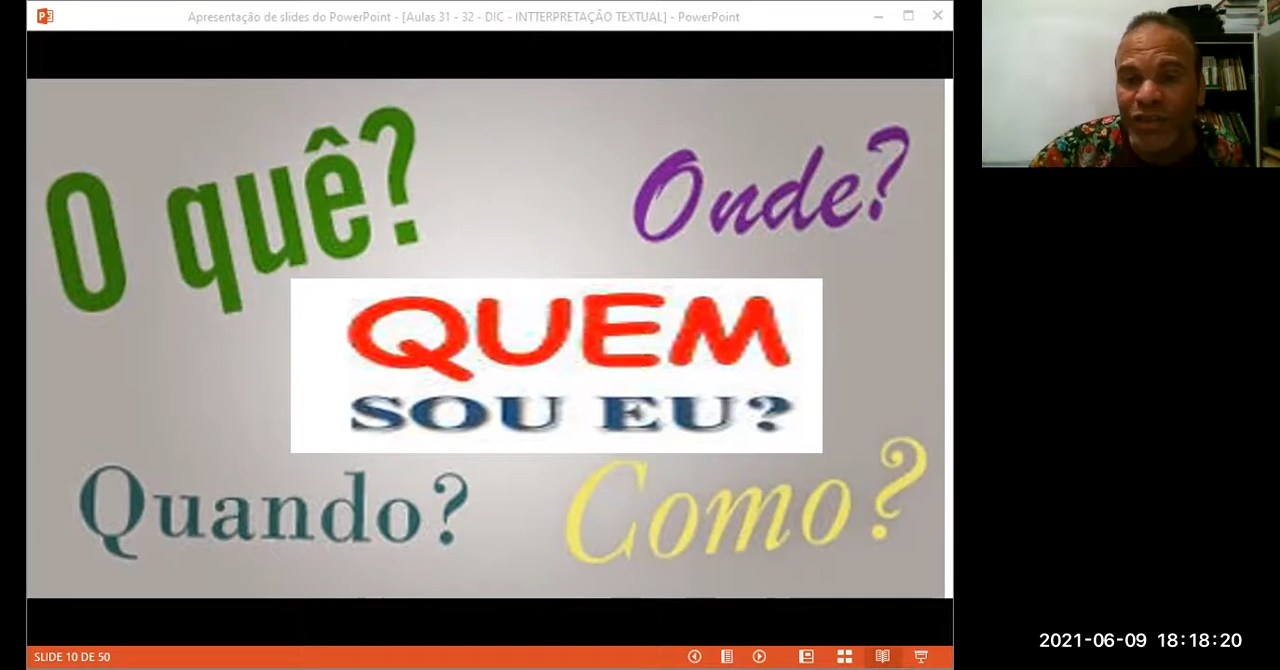 Apresentação de slides do PowerPoint - [Aulas 31 - 32 - DIC - INTTERPRETAÇÃO TEXTUAL] - PowerPoint
O quê?
Onde?
QUEM
SOU EU?
Quando?
Como?
SLIDE 10 DE 50
2021-06-09 18:18:20